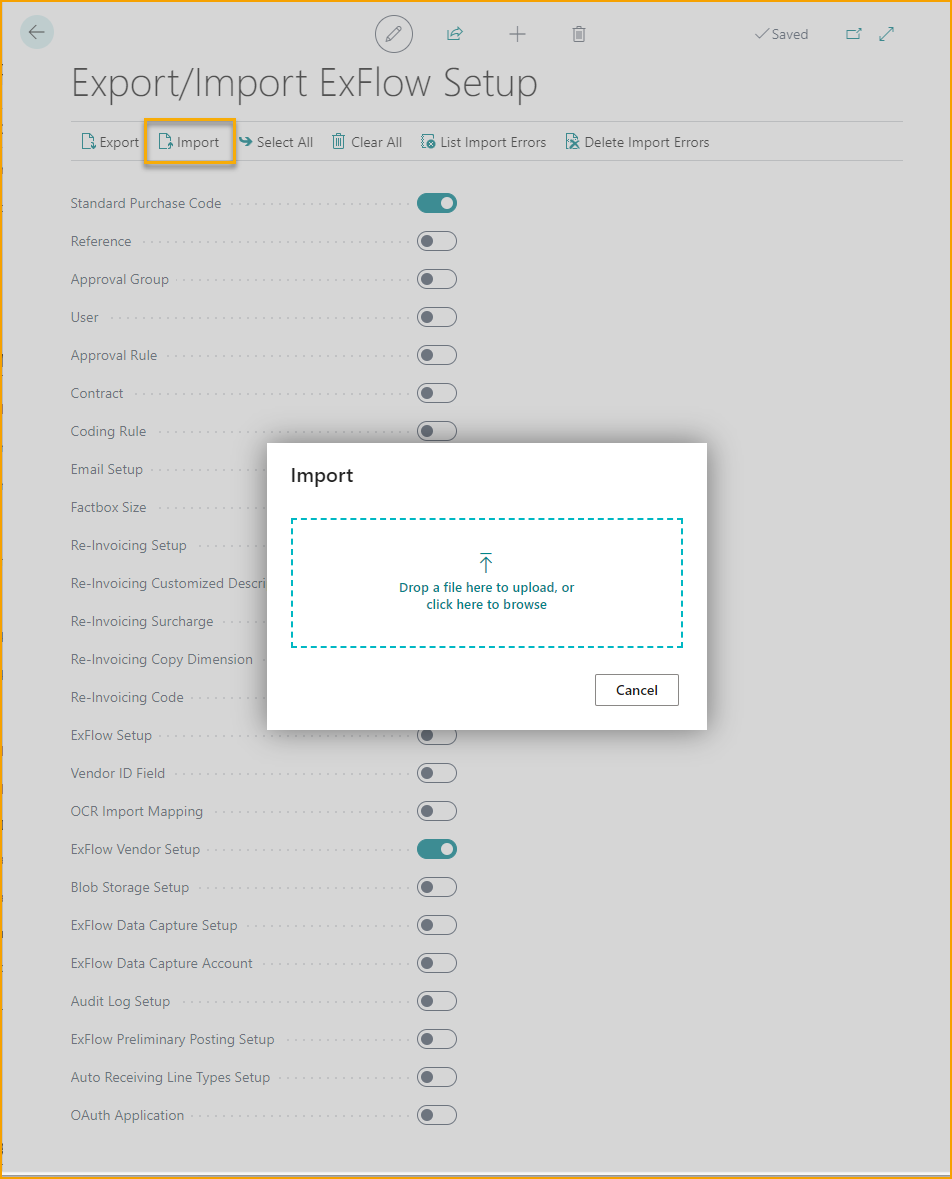 Saved
Export/Import ExFlow Setup
Export Import Select All Clear All List Import Errors Delete Import Errors
Standard Purchase Code
Reference
Approval Group
User
Approval Rule
Contract
Coding Rule
Email Setup
Factbox Size
Re-Invoicing Setup
Re-Invoicing Customized Descri
Re-Invoicing Surcharge
Re-Invoicing Copy Dimension
Re-Invoicing Code
Import
Drop a file here to upload, or
click here to browse
Cancel
ExFlow Setup
Vendor ID Field
OCR Import Mapping
ExFlow Vendor Setup
Blob Storage Setup
ExFlow Data Capture Setup
ExFlow Data Capture Account
Audit Log Setup
ExFlow Preliminary Posting Setup
Auto Receiving Line Types Setup
OAuth Application